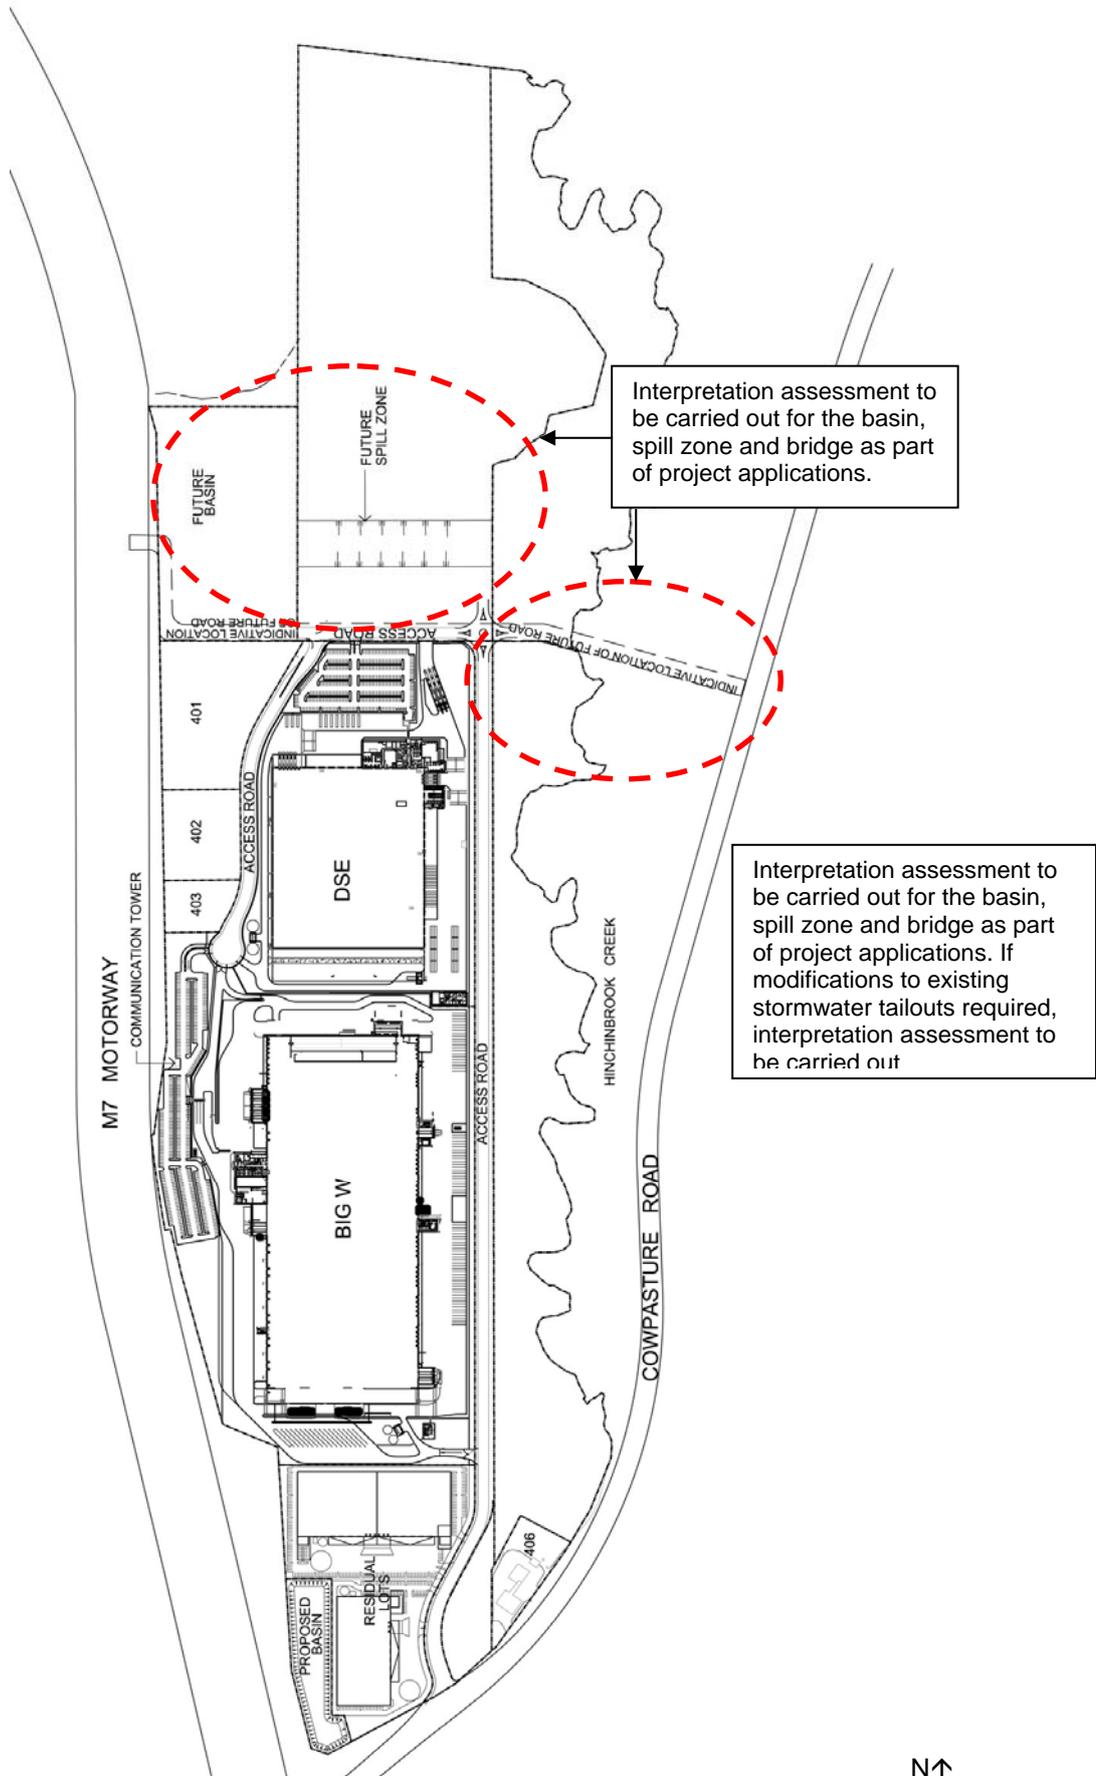 Interpretation assessment to
be carried out for the basin,
spill zone and bridge as part
of project applications.
FUTURE
SPILL ZONE
FUTURE
BASIN
INDICATIVE LOCATION
OF FUTURE ROAD
ACCESS ROAD
INDICATIVE LOCATION OF FUTURE ROAD
401
402
403
ACCESS ROAD
DSE
M7 MOTORWAY
COMMUNICATION TOWER
Interpretation assessment to
be carried out for the basin,
spill zone and bridge as part
of project applications. If
modifications to existing
stormwater tailouts required,
interpretation assessment to
be carried out
HINCHINBROOK CREEK
ACCESS ROAD
BIG W
COWPASTURE ROAD
406
RESIDUAL
LOTS
PROPOSED
BASIN
N↑